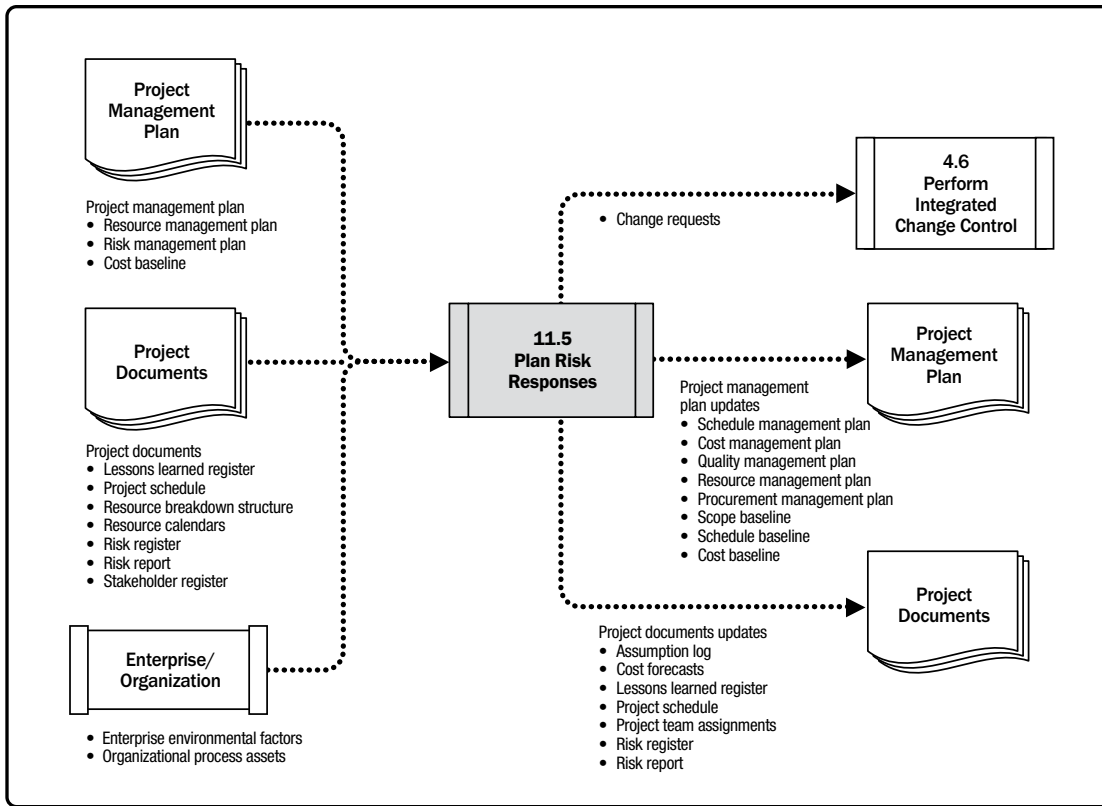 Project
Management
Plan
Project management plan
• Resource management plan
• Risk management plan
• Cost baseline
Project
Documents
Project documents
• Lessons learned register
• Project schedule
• Resource breakdown structure
• Resource calendars
• Risk register
• Risk report
• Stakeholder register
Enterprise/
Organization
• Enterprise environmental factors
• Organizational process assets
11.5
Plan Risk
Responses
• Change requests
4.6
Perform
Integrated
Change Control
Project management
plan updates
• Schedule management plan
• Cost management plan
• Quality management plan
• Resource management plan
• Procurement management plan
• Scope baseline
• Schedule baseline
• Cost baseline
Project
Management
Plan
Project documents updates
• Assumption log
• Cost forecasts
• Lessons learned register
• Project schedule
• Project team assignments
• Risk register
• Risk report
Project
Documents